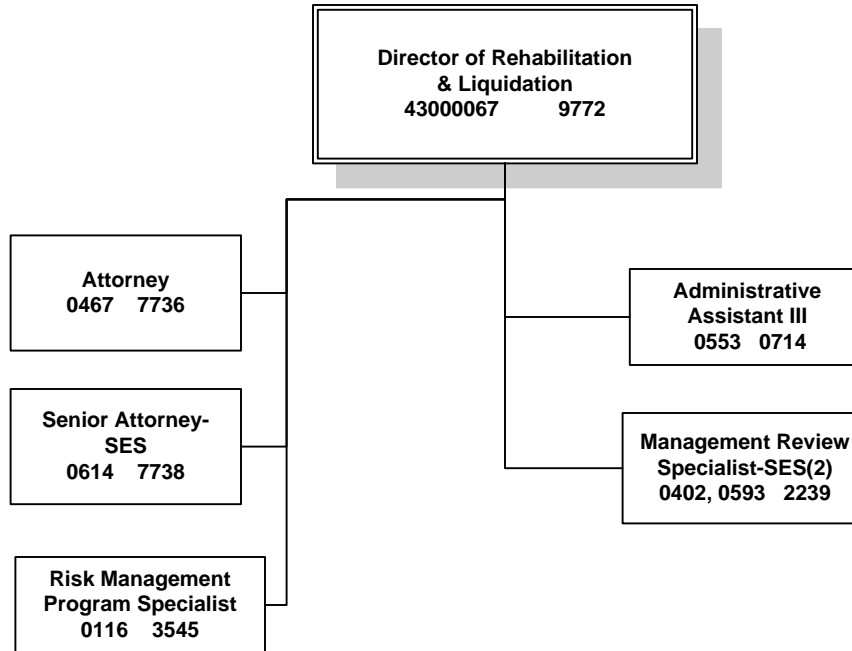 Director of Rehabilitation
& Liquidation
43000067 9772
Attorney
0467 7736
Senior Attorney-
SES
0614 7738
Risk Management
Program Specialist
0116 3545
Administrative
Assistant III
0553 0714
Management Review
Specialist-SES(2)
0402, 0593 2239